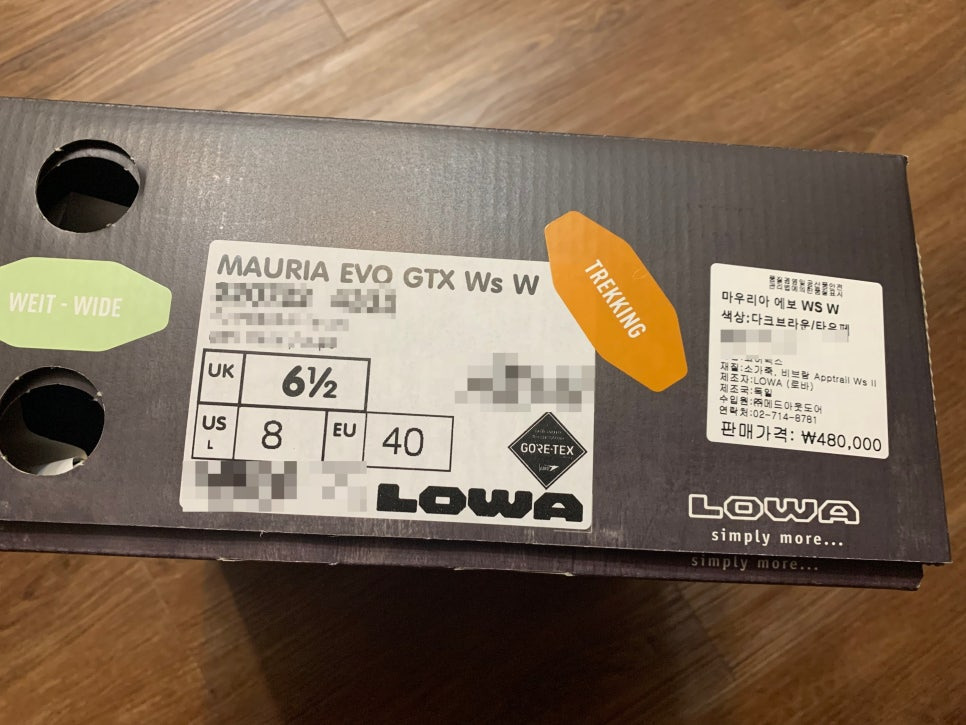 WEIT - WIDE
MAURIA EVO GTX Ws W
UK 6½
US L 8 EU 40
GORE-TEX
LOWA
TREKKING
마우리아 에보 WS W
색상:다크브라운/타우페
재질:소가죽, 비브람 Apptrail Ws II
제조자:LOWA (로바)
제조국:독일
수입원:㈜메드아웃도어
연락처:02-714-8781
판매가격: ₩480,000
LOWA
simply more...
simply more...